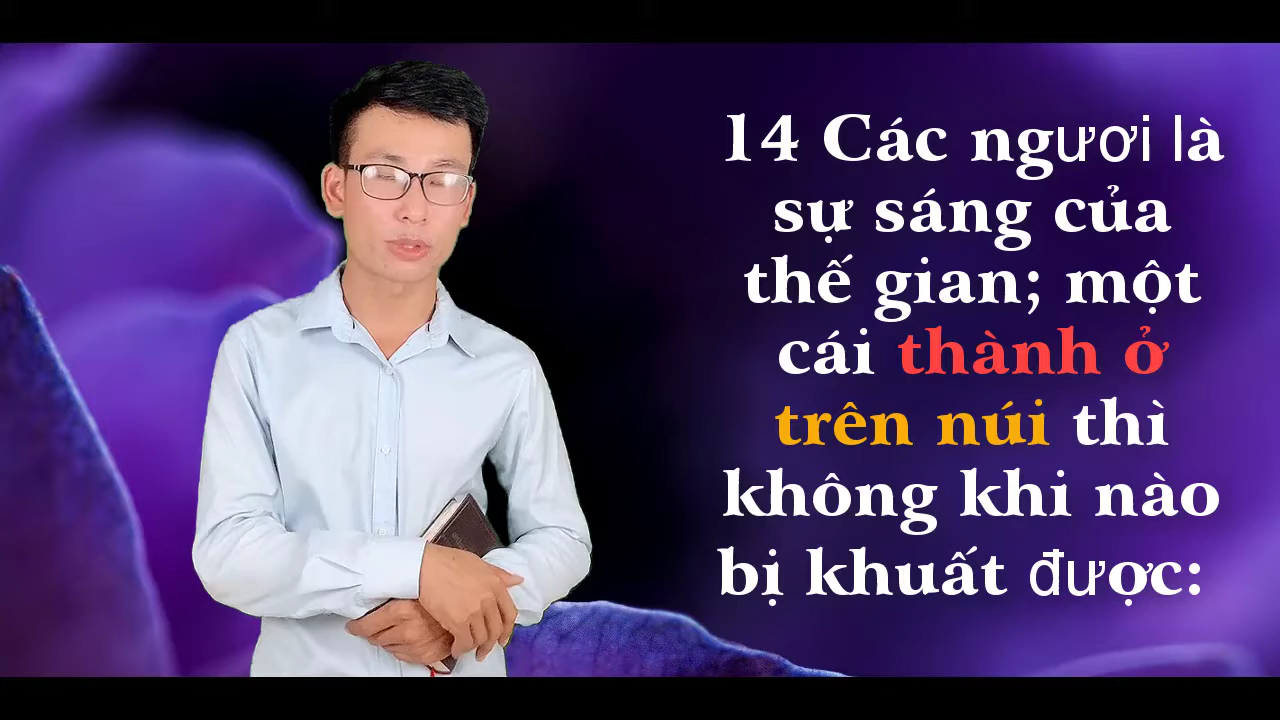 14 Các ngươi là
sự sáng của
thế gian; một
cái thành ở
trên núi thì
không khi nào
bị khuất được: